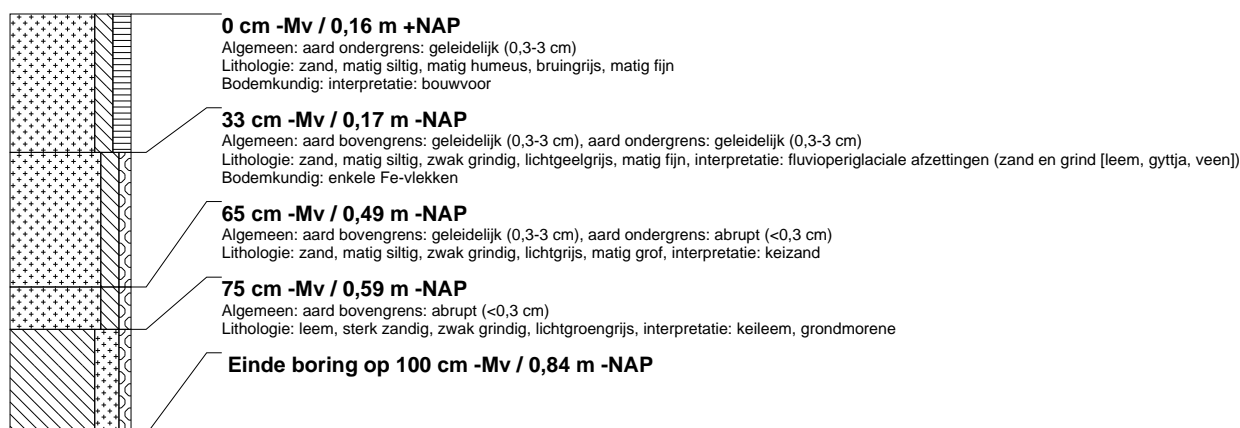 0 cm -Mv / 0,16 m +NAP
Algemeen: aard ondergrens: geleidelijk (0,3-3 cm)
Lithologie: zand, matig siltig, matig humeus, bruingrijs, matig fijn
Bodemkundig: interpretatie: bouwvoor
33 cm -Mv / 0,17 m -NAP
Algemeen: aard bovengrens: geleidelijk (0,3-3 cm), aard ondergrens: geleidelijk (0,3-3 cm)
Lithologie: zand, matig siltig, zwak grindig, lichtgeelgrijs, matig fijn, interpretatie: fluvioperiglaciale afzettingen (zand en grind [leem, gyttja, veen])
Bodemkundig: enkele Fe-vlekken
65 cm -Mv / 0,49 m -NAP
Algemeen: aard bovengrens: geleidelijk (0,3-3 cm), aard ondergrens: abrupt (<0,3 cm)
Lithologie: zand, matig siltig, zwak grindig, lichtgrijs, matig grof, interpretatie: keizand
75 cm -Mv / 0,59 m -NAP
Algemeen: aard bovengrens: abrupt (<0,3 cm)
Lithologie: leem, sterk zandig, zwak grindig, lichtgroengrijs, interpretatie: keileem, grondmorene
Einde boring op 100 cm -Mv / 0,84 m -NAP